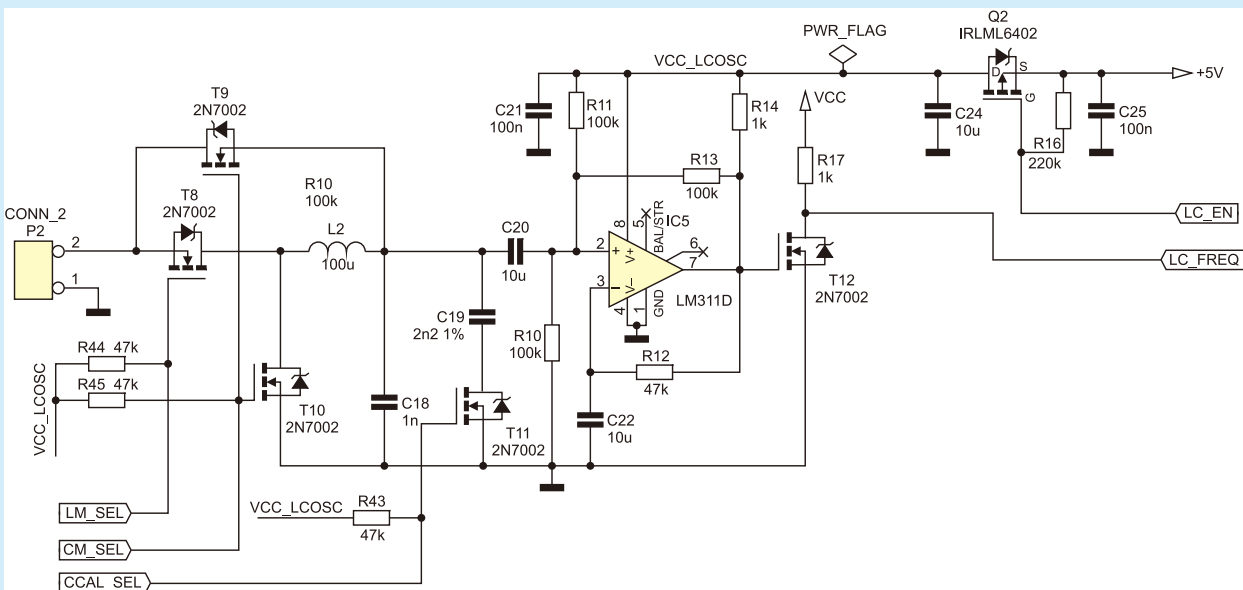 Q2
IRLML6402
PWR_FLAG
VCC_LCOSC
D
S
G
+5V
T9
2N7002
C21
100n
R11
100k
R14
1k
VCC
C24
10u
C25
100n
R16
220k
R10
100k
R13
100k
R17
1k
T8
2N7002
CONN_2
P2
2
1
L2
100u
C20
10u
8
5
BAL/STR
IC5
6
7
2
+
V+
3
–
V–
4
1
GND
LM311D
LC_EN
LC_FREQ
T12
2N7002
C19
2n2 1%
R10
100k
R12
47k
R44 47k
R45 47k
VCC_LCOSC
T10
2N7002
C18
1n
T11
2N7002
C22
10u
LM_SEL
VCC_LCOSC
R43
47k
CM_SEL
CCAL_SEL